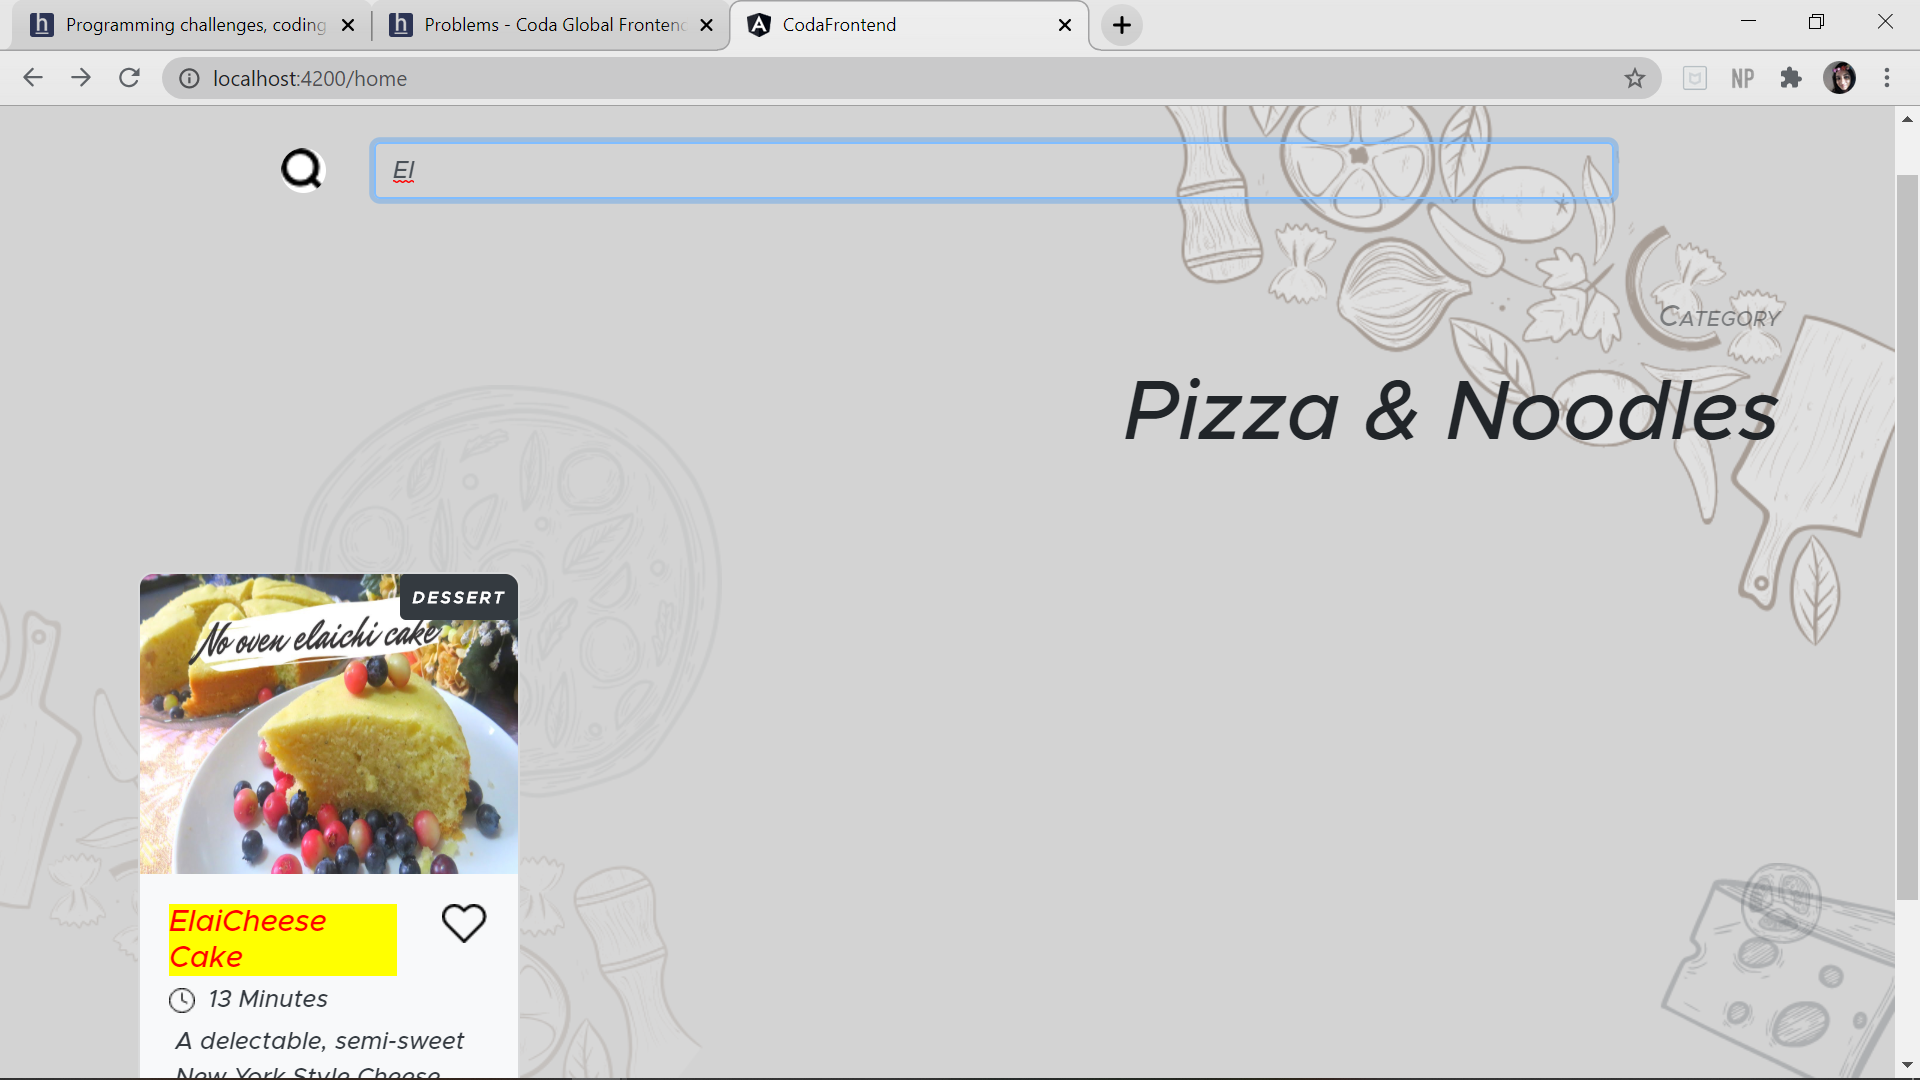 Programming challenges, coding
Problems - Coda Global Frontend
CodaFrontend
localhost:4200/home
NP
El
Category
Pizza & Noodles
DESSERT
No oven elaichi cake
ElaiCheese
Cake
13 Minutes
A delectable, semi-sweet
New York Style Cheese